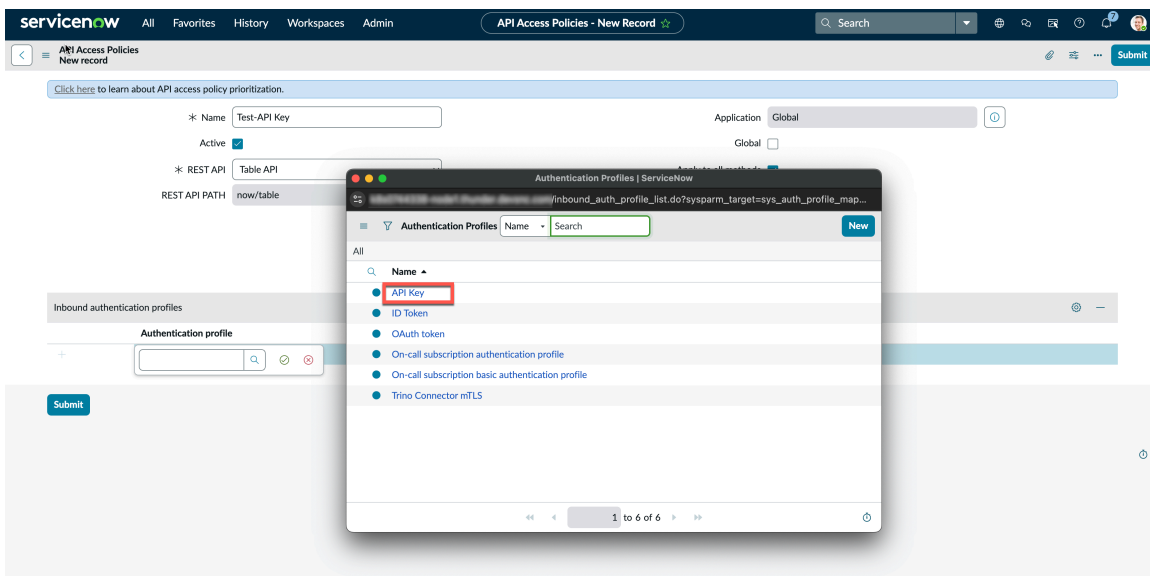 servicenow All Favorites History Workspaces Admin API Access Policies - New Record Search 7
API Access Policies
New record
Submit
Click here to learn about API access policy prioritization.
Name Test-API Key Application Global
Active Global
REST API Table API
REST API PATH now/table
Authentication Profiles | ServiceNow
/inbound_auth_profile_list.do?sysparm_target=sys_auth_profile_map...
Authentication Profiles Name Search New
All
Name
API Key
ID Token
OAuth token
On-call subscription authentication profile
On-call subscription basic authentication profile
Trino Connector mTLS
1 to 6 of 6
Inbound authentication profiles
Authentication profile
Submit